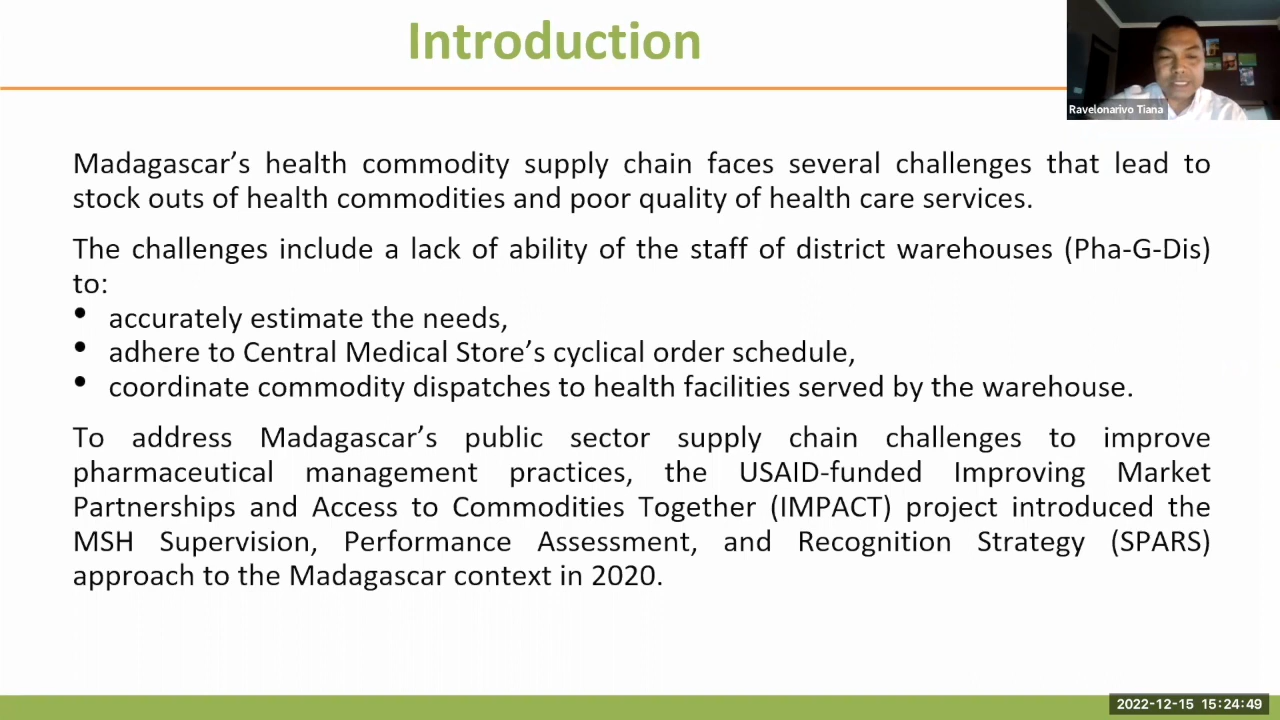 Introduction
Ravelonarivo Tiana
Madagascar’s health commodity supply chain faces several challenges that lead to
stock outs of health commodities and poor quality of health care services.
The challenges include a lack of ability of the staff of district warehouses (Pha-G-Dis)
to:
• accurately estimate the needs,
• adhere to Central Medical Store’s cyclical order schedule,
• coordinate commodity dispatches to health facilities served by the warehouse.
To address Madagascar’s public sector supply chain challenges to improve
pharmaceutical management practices, the USAID-funded Improving Market
Partnerships and Access to Commodities Together (IMPACT) project introduced the
MSH Supervision, Performance Assessment, and Recognition Strategy (SPARS)
approach to the Madagascar context in 2020.
2022-12-15 15:24:49